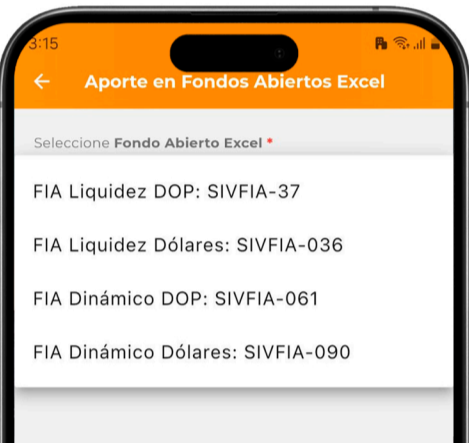 3:15
Aporte en Fondos Abiertos Excel
Seleccione Fondo Abierto Excel *
FIA Liquidez DOP: SIVFIA-37
FIA Liquidez Dólares: SIVFIA-036
FIA Dinámico DOP: SIVFIA-061
FIA Dinámico Dólares: SIVFIA-090